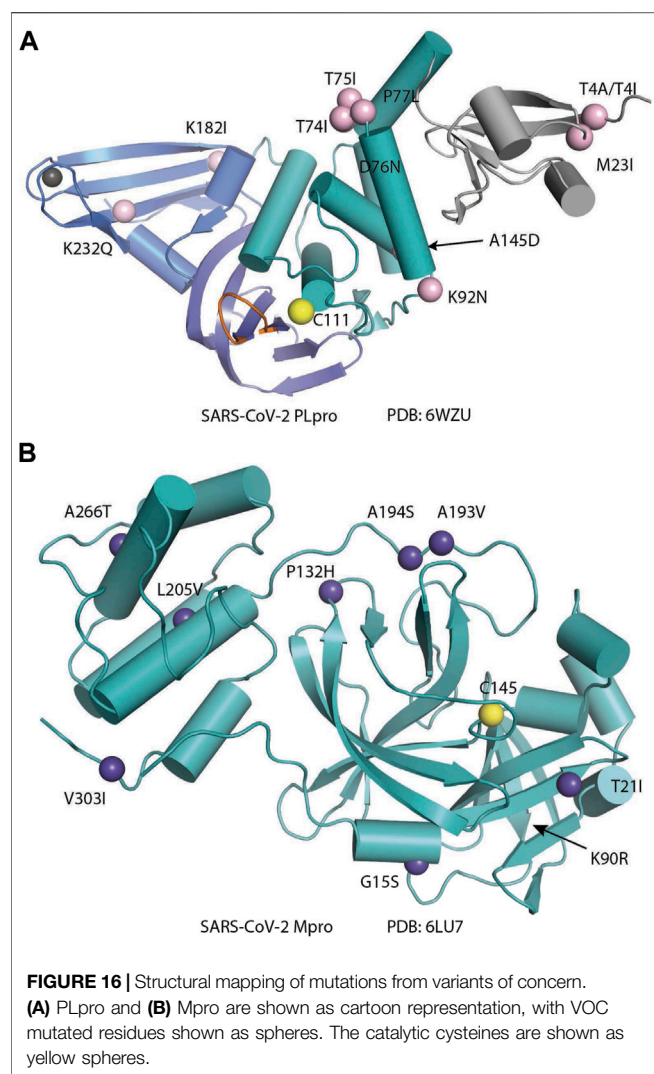 A
T75I
P77L
T4A/T4I
T74I
K182I
D76N
M23I
A145D
K232Q
K92N
C111
SARS-CoV-2 PLpro PDB: 6WZU
B
A266T
A194S A193V
P132H
L205V
C145
V303I
T21I
K90R
G15S
SARS-CoV-2 Mpro PDB: 6LU7
FIGURE 16 | Structural mapping of mutations from variants of concern.
(A) PLpro and (B) Mpro are shown as cartoon representation, with VOC
mutated residues shown as spheres. The catalytic cysteines are shown as
yellow spheres.